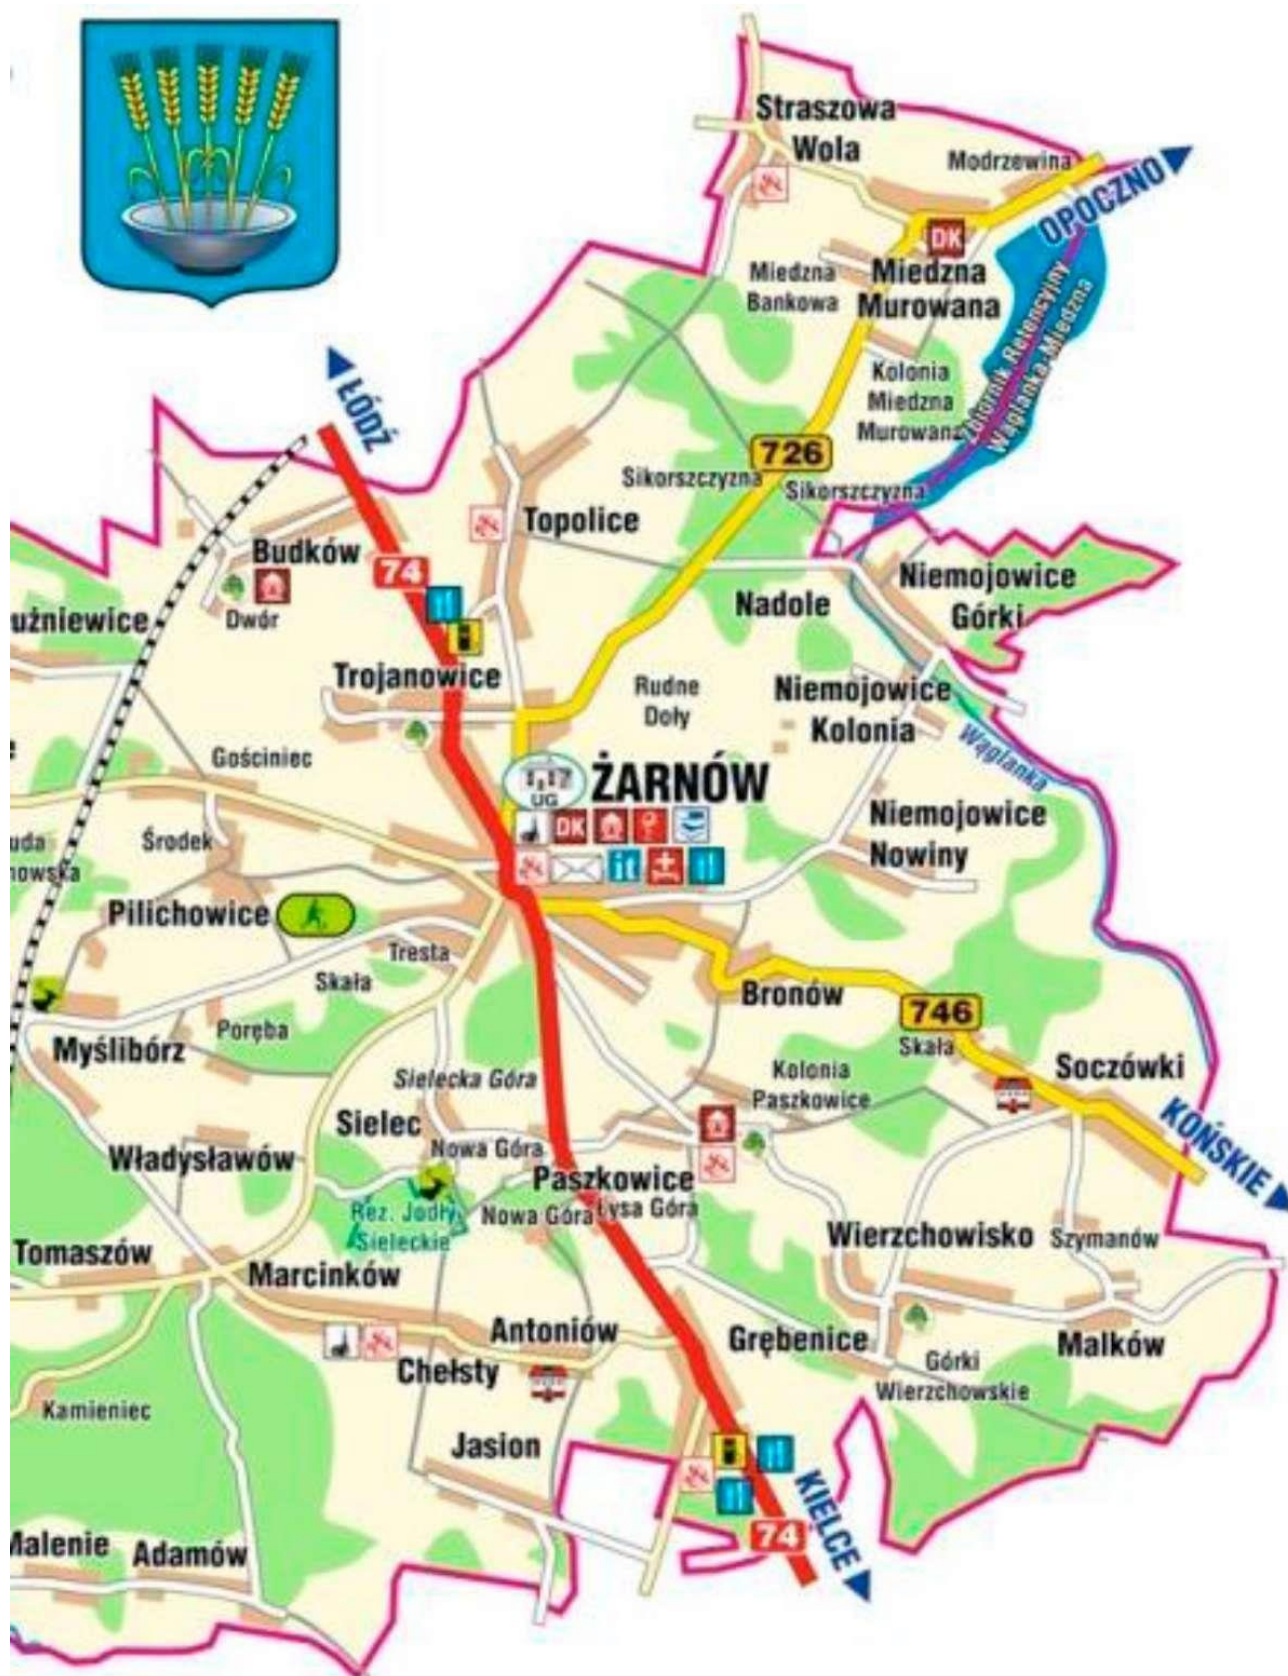 Straszowa
Wola
Modrzewina
OPOCZNO
DK
Miedzna
Bankowa
Miedzna
Murowana
Zbiornik Retencyjny
Wąglanka-Miedzna
ŁÓDŹ
Kolonia
Miedzna
Murowana
726
Sikorszczyzna
Sikorszczyzna
Topolice
Budków
74
Dwór
Niemojowice
Górki
Nadole
uźniewice
Trojanowice
Rudne
Doły
Niemojowice
Kolonia
Wąglanka
Gościniec
UG
ŻARNÓW
DK
Niemojowice
Nowiny
Środek
uda
nowska
Pilichowice
Tresta
Skała
Bronów
746
Skała
Poręba
Myślibórz
Sielecka Góra
Kolonia
Paszkowice
Soczówki
KOŃSKIE
Sielec
Nowa Góra
Władysławów
Paszkowice
Rez. Jodły
Sieleckie
Nowa Góra
Łysa Góra
Wierzchowisko
Szymanów
Tomaszów
Marcinków
Antoniów
Grębenice
Malków
Chełsty
Górki
Wierzchowskie
Kamieniec
Jasion
KIELCE
74
Malenie
Adamów